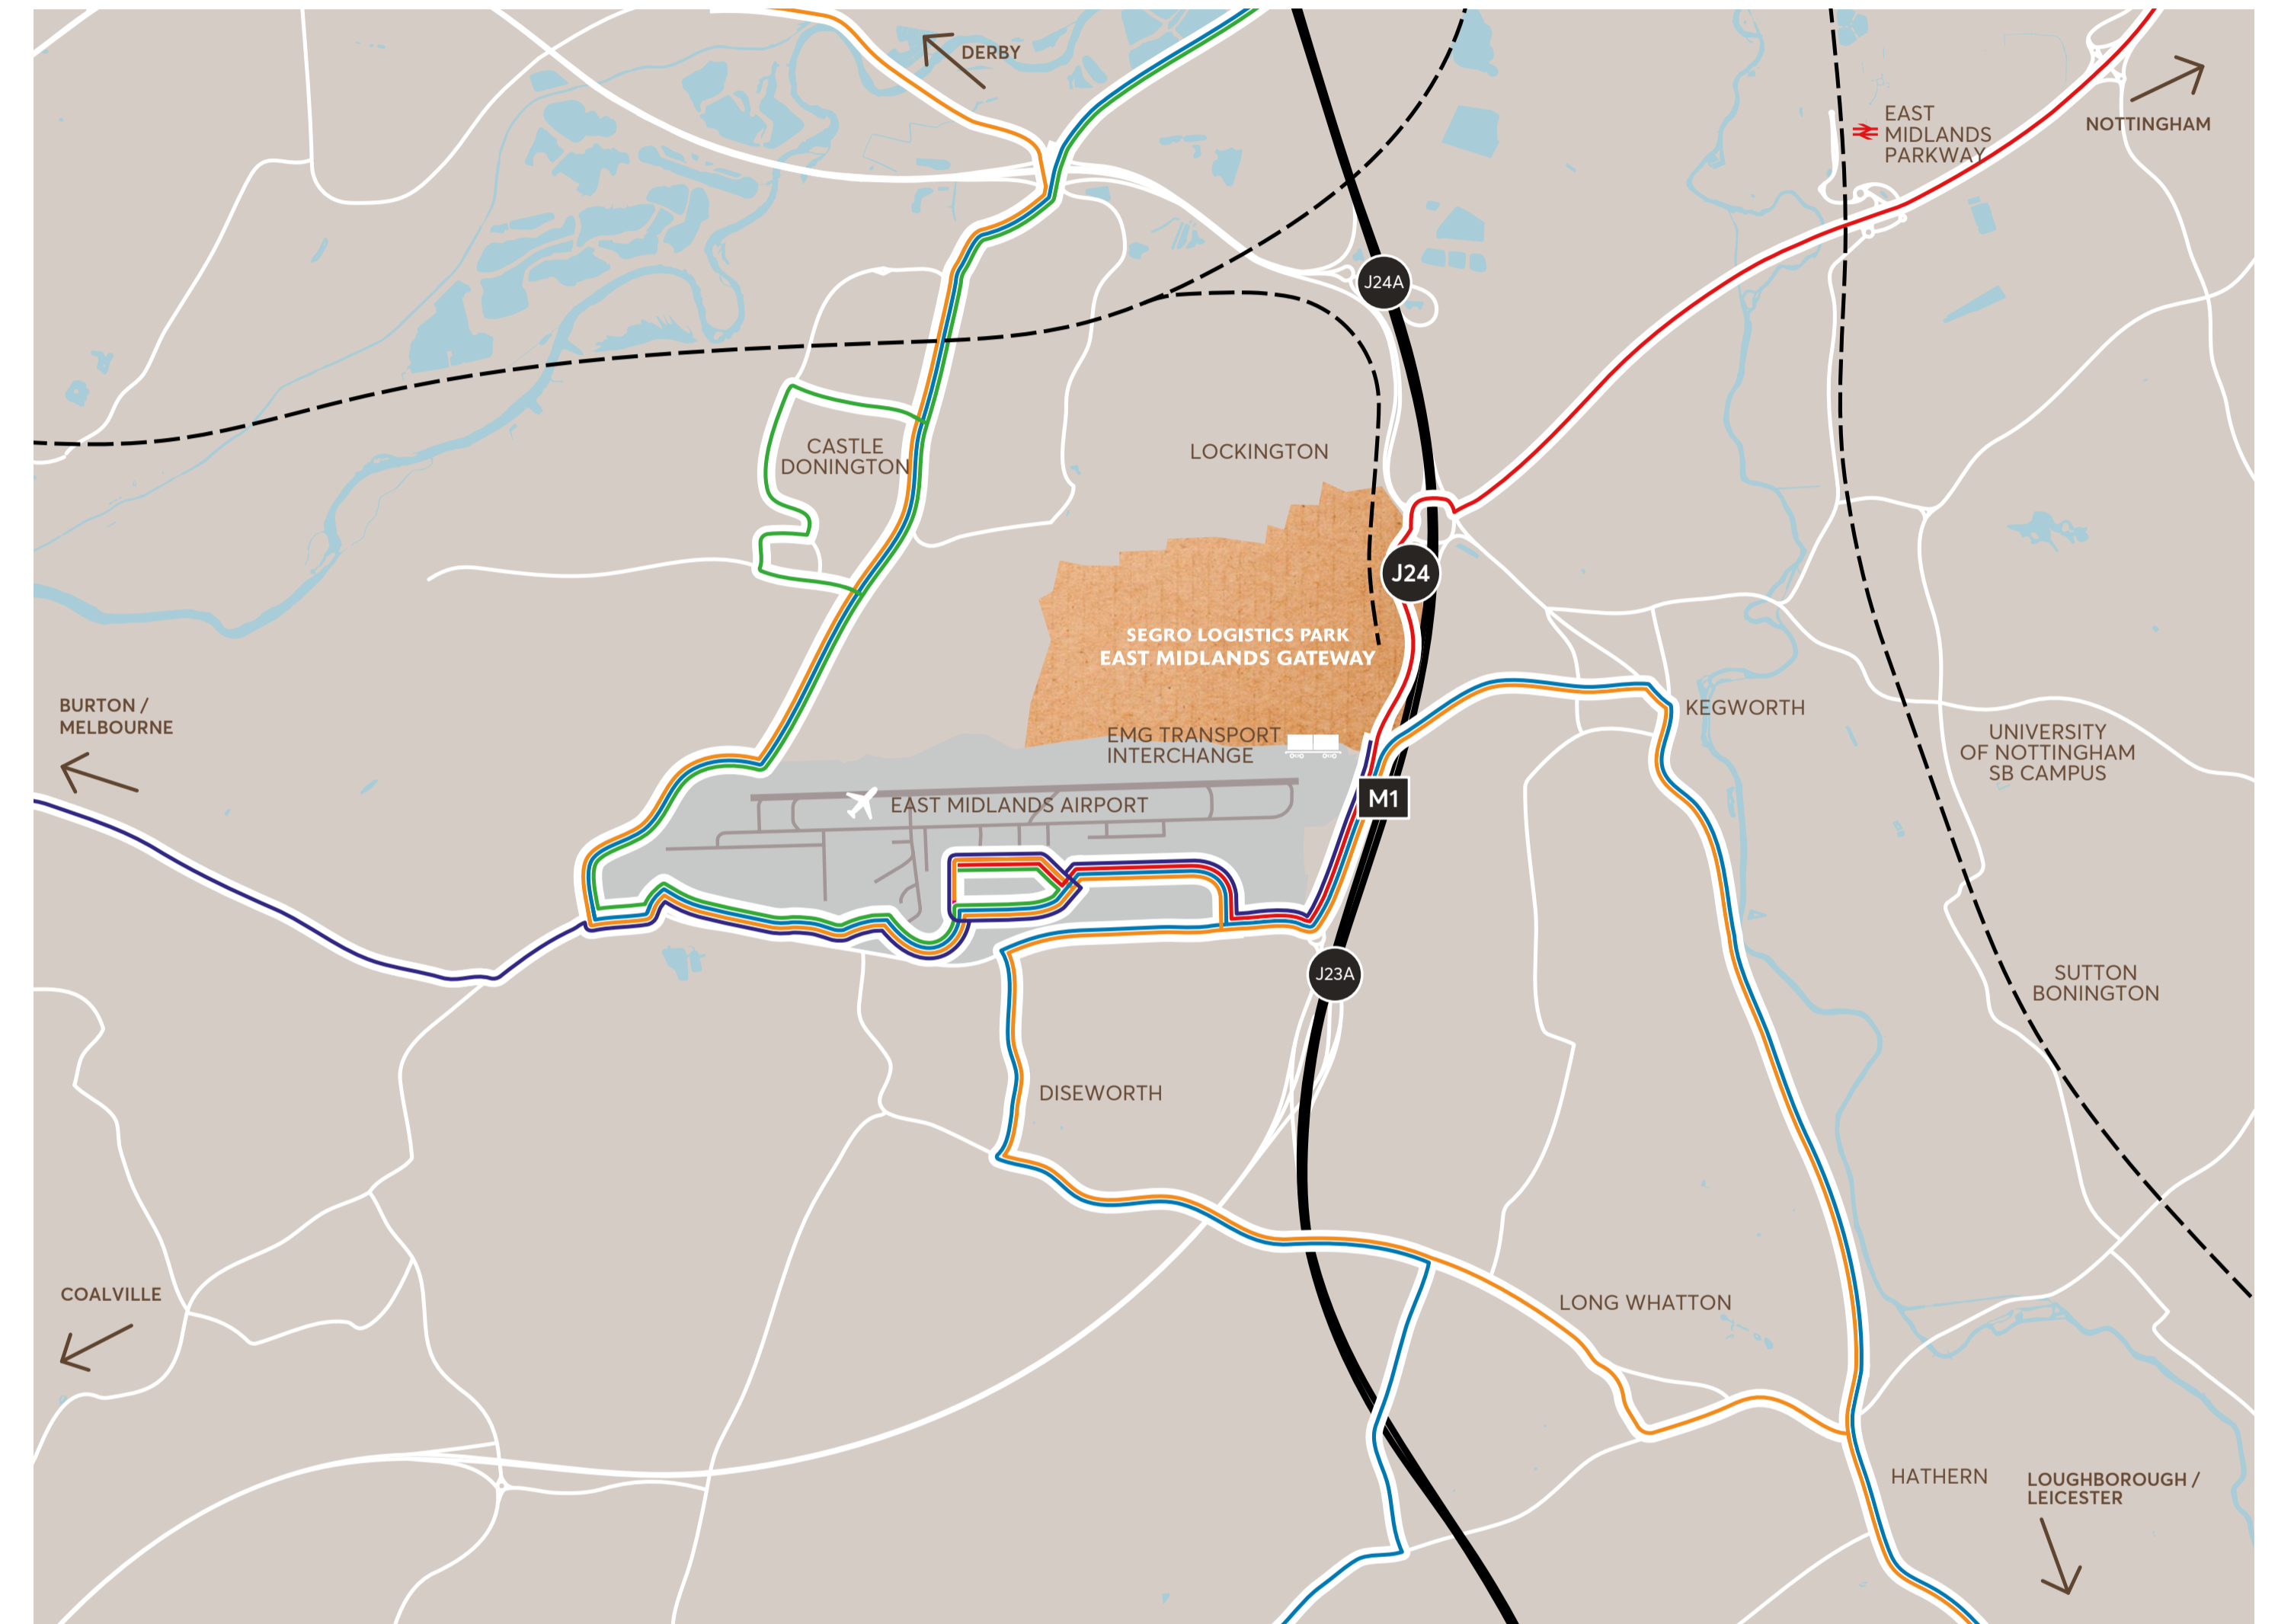 DERBY
EAST
MIDLANDS
PARKWAY
NOTTINGHAM
J24A
CASTLE
DONINGTON
LOCKINGTON
J24
SEGRO LOGISTICS PARK
EAST MIDLANDS GATEWAY
BURTON /
MELBOURNE
KEGWORTH
EMG TRANSPORT
INTERCHANGE
UNIVERSITY
OF NOTTINGHAM
SB CAMPUS
M1
EAST MIDLANDS AIRPORT
J23A
SUTTON
BONINGTON
DISEWORTH
COALVILLE
LONG WHATTON
HATHERN
LOUGHBOROUGH /
LEICESTER